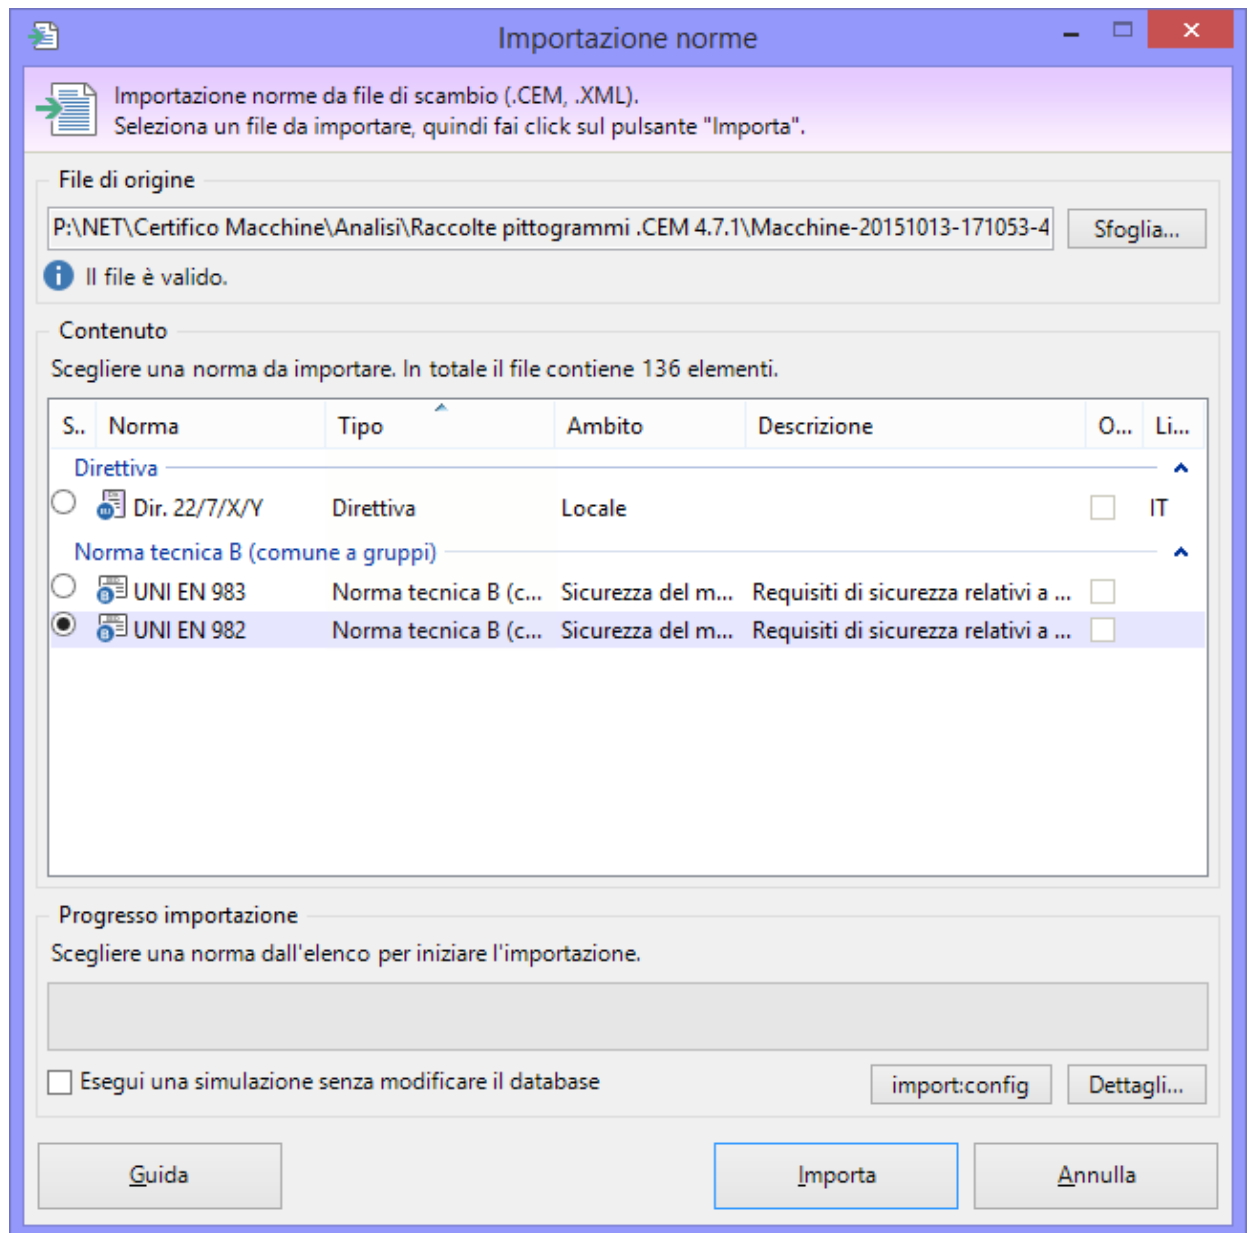 Importazione norme
Importazione norme da file di scambio (.CEM, .XML).
Seleziona un file da importare, quindi fai click sul pulsante "Importa".
File di origine
P:\NET\Certifico Macchine\Analisi\Raccolte pittogrammi .CEM 4.7.1\Macchine-20151013-171053-4
Sfoglia...
Il file è valido.
Contenuto
Scegliere una norma da importare. In totale il file contiene 136 elementi.
S.. Norma Tipo Ambito Descrizione O... Li...
Direttiva
Dir. 22/7/X/Y Direttiva Locale IT
Norma tecnica B (comune a gruppi)
UNI EN 983 Norma tecnica B (c... Sicurezza del m... Requisiti di sicurezza relativi a ...
UNI EN 982 Norma tecnica B (c... Sicurezza del m... Requisiti di sicurezza relativi a ...
Progresso importazione
Scegliere una norma dall'elenco per iniziare l'importazione.
Esegui una simulazione senza modificare il database
import:config
Dettagli...
Guida
Importa
Annulla